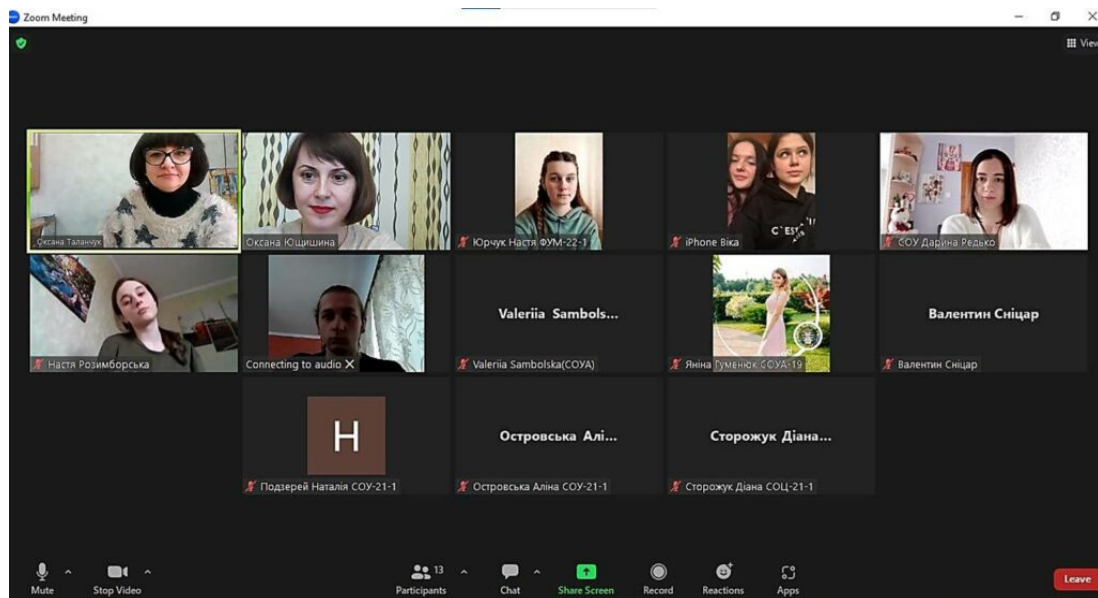 Zoom Meeting
View
Оксана Таланчук
Оксана Ющишина
Юрчук Настя ФУМ-22-1
iPhone Віка
СОУ Дарина Редько
C'EST
Настя Розимборська
Connecting to audio
Valeriia Sambols...
Valeriia Sambolska(СОУА)
Яніна Гуменюк СОУА-19
Валентин Сніцар
Валентин Сніцар
Н
Подзерей Наталія СОУ-21-1
Островська Алі...
Островська Аліна СОУ-21-1
Сторожук Діана...
Сторожук Діана СОЦ-21-1
Mute
Stop Video
13
Participants
Chat
Share Screen
Record
Reactions
Apps
Leave